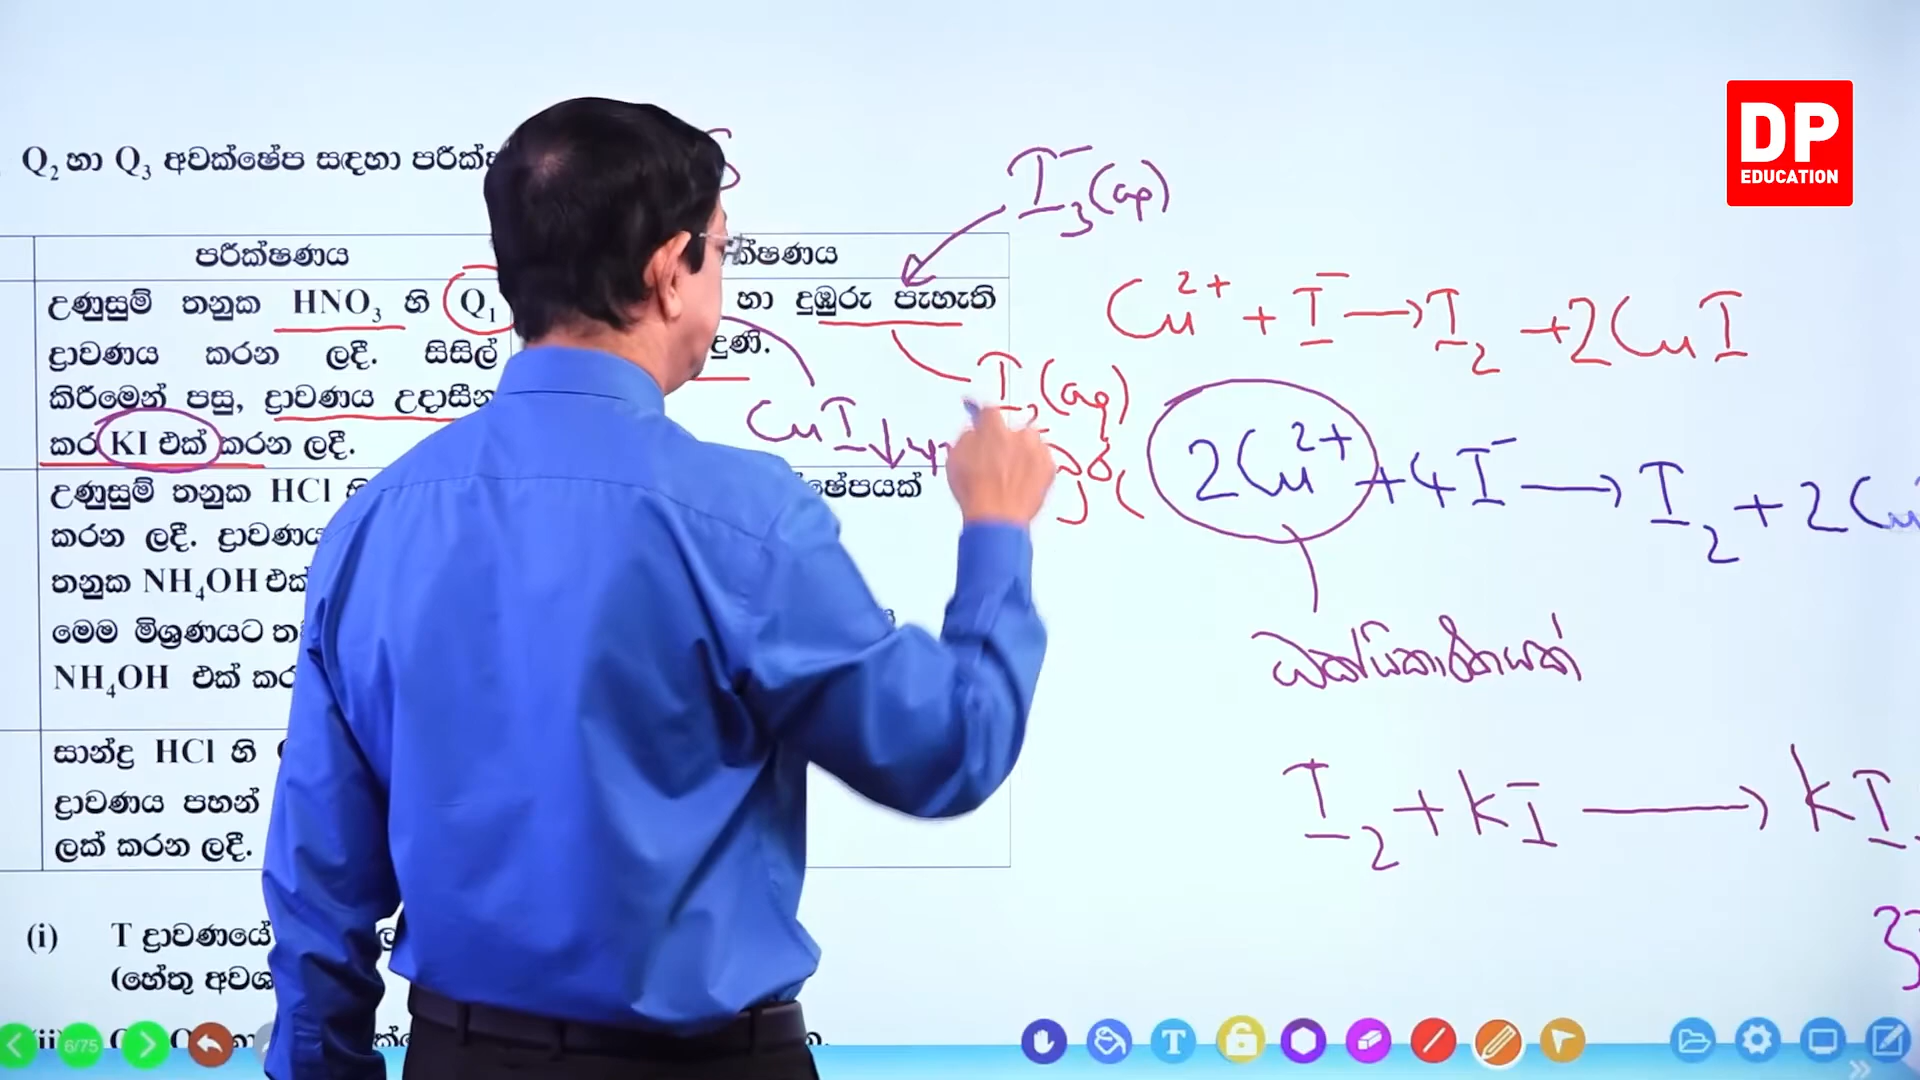 DP
EDUCATION
Q₂ හා Q₃ අවක්ෂේප සඳහා
I₃⁻(aq)
පරීක්ෂණය
ක්ෂණය
උණුසුම් තනුක HNO₃ හි Q₁
හා දුඹුරු පැහැති
ද්‍රාවණය කරන ලදී. සිසිල්
දුණි.
කිරීමෙන් පසු, ද්‍රාවණය උදාසීන
කර KI එක් කරන ලදී.
Cu²⁺ + I⁻ → I₂ + 2CuI
I₂(aq)
CuI↓
2Cu²⁺ + 4I⁻ → I₂ + 2Cu
උණුසුම් තනුක HCl හි
ක්ෂේපයක්
කරන ලදී. ද්‍රාවණය
තනුක NH₄OH එක්
මෙම මිශ්‍රණයට
NH₄OH එක් කර
ඔක්සිකාරකයක්
සාන්ද්‍ර HCl හි
ද්‍රාවණය පහන්
ලක් කරන ලදී.
I₂ + KI → KI
(i) T ද්‍රාවණයේ
(හේතු අවශ
6/75